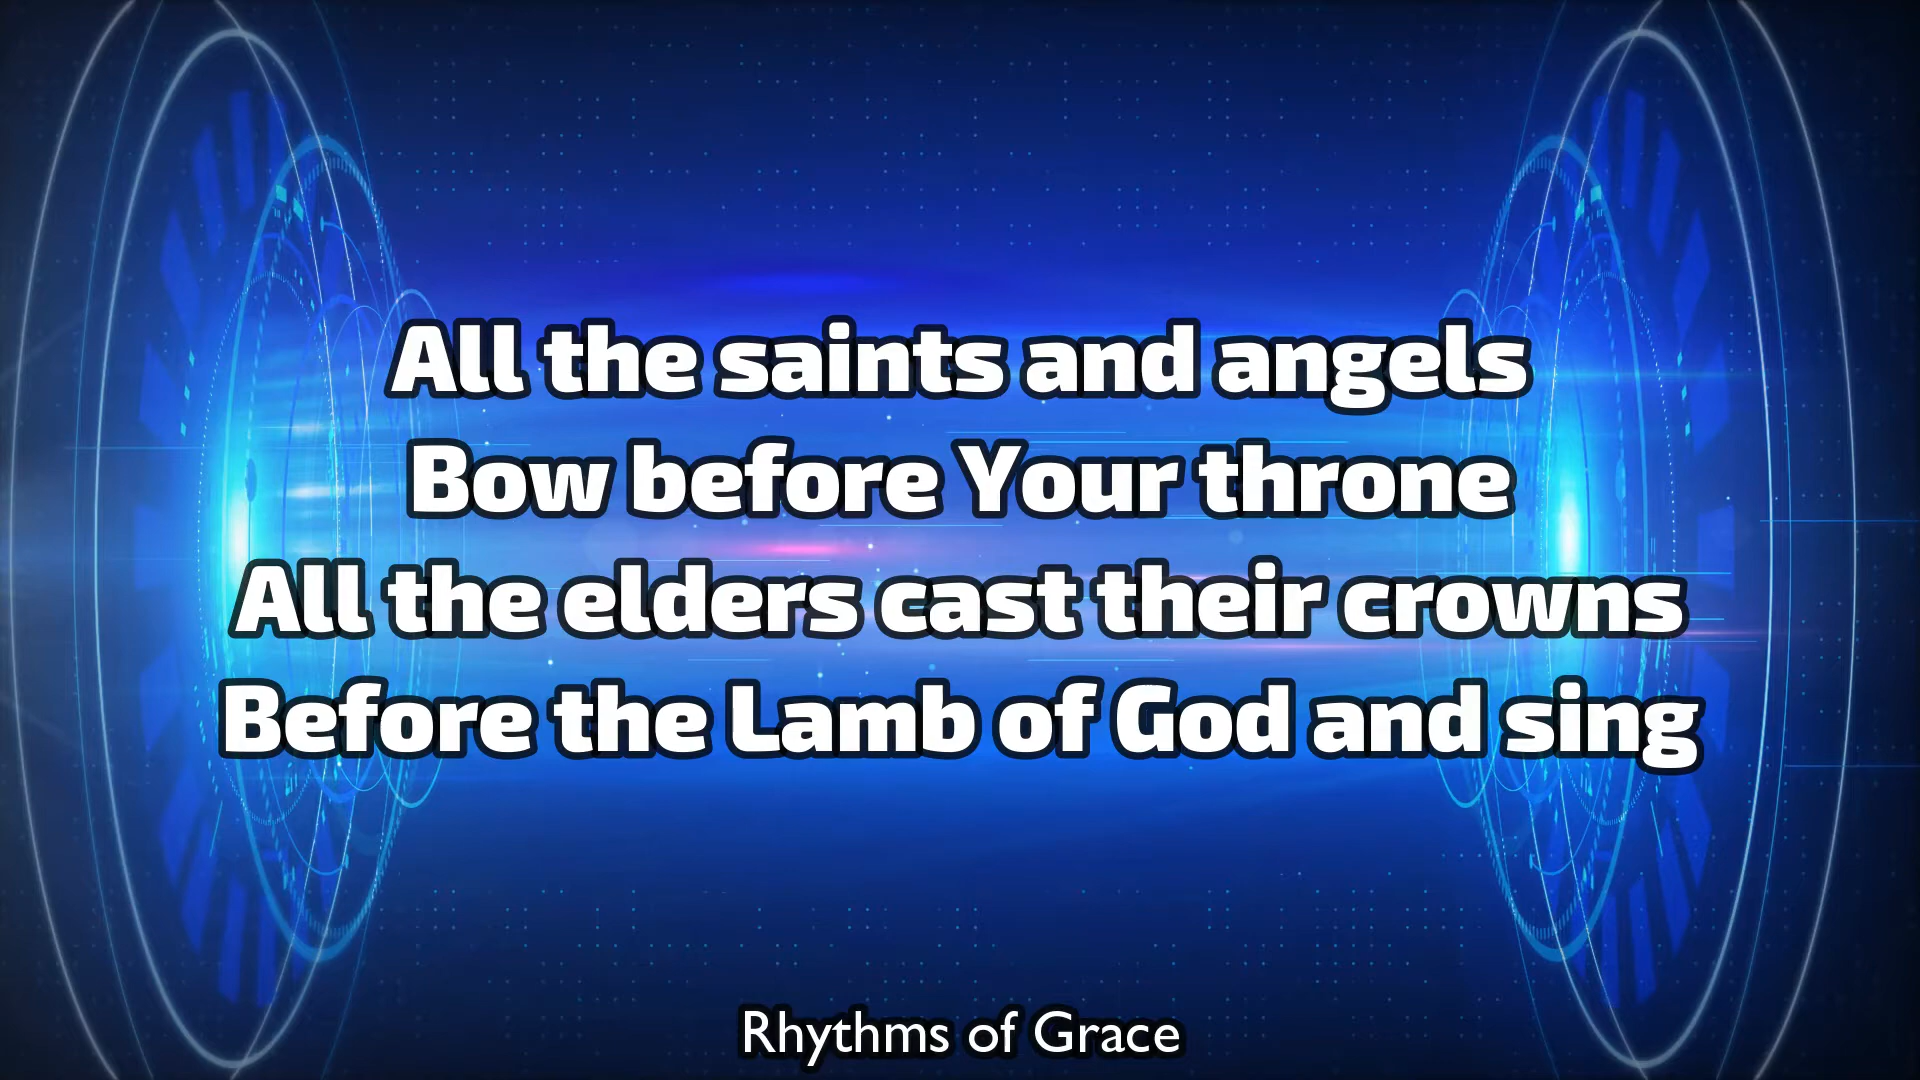 All the saints and angels
Bow before Your throne
All the elders cast their crowns
Before the Lamb of God and sing
Rhythms of Grace